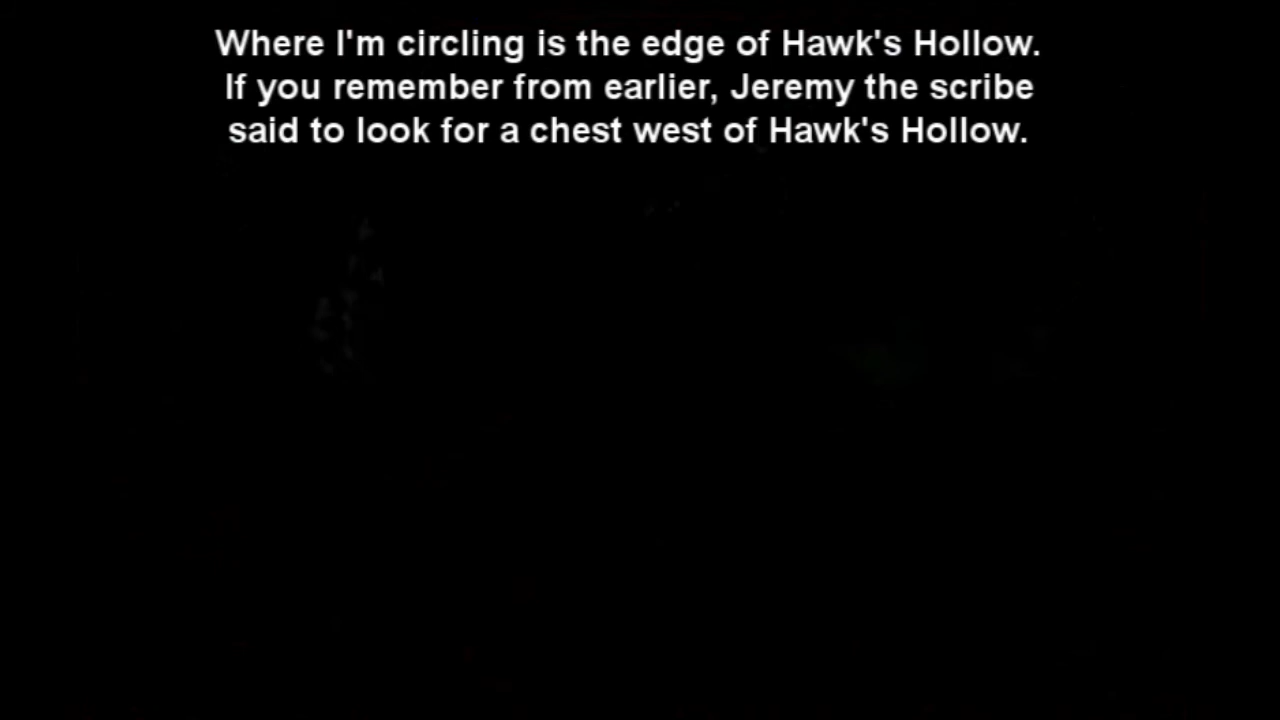 Where I'm circling is the edge of Hawk's Hollow.
If you remember from earlier, Jeremy the scribe
said to look for a chest west of Hawk's Hollow.